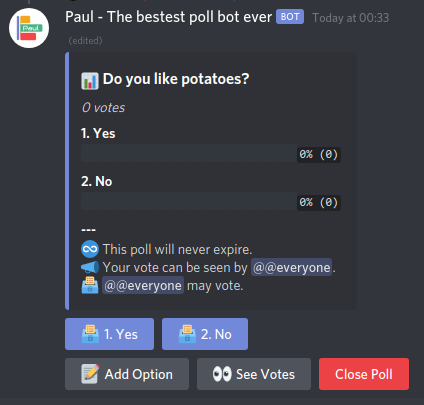 Paul
Paul - The bestest poll bot ever BOT Today at 00:33
(edited)
Do you like potatoes?
0 votes
1. Yes
0% (0)
2. No
0% (0)
---
This poll will never expire.
Your vote can be seen by @@everyone.
@@everyone may vote.
1. Yes 2. No
Add Option See Votes Close Poll